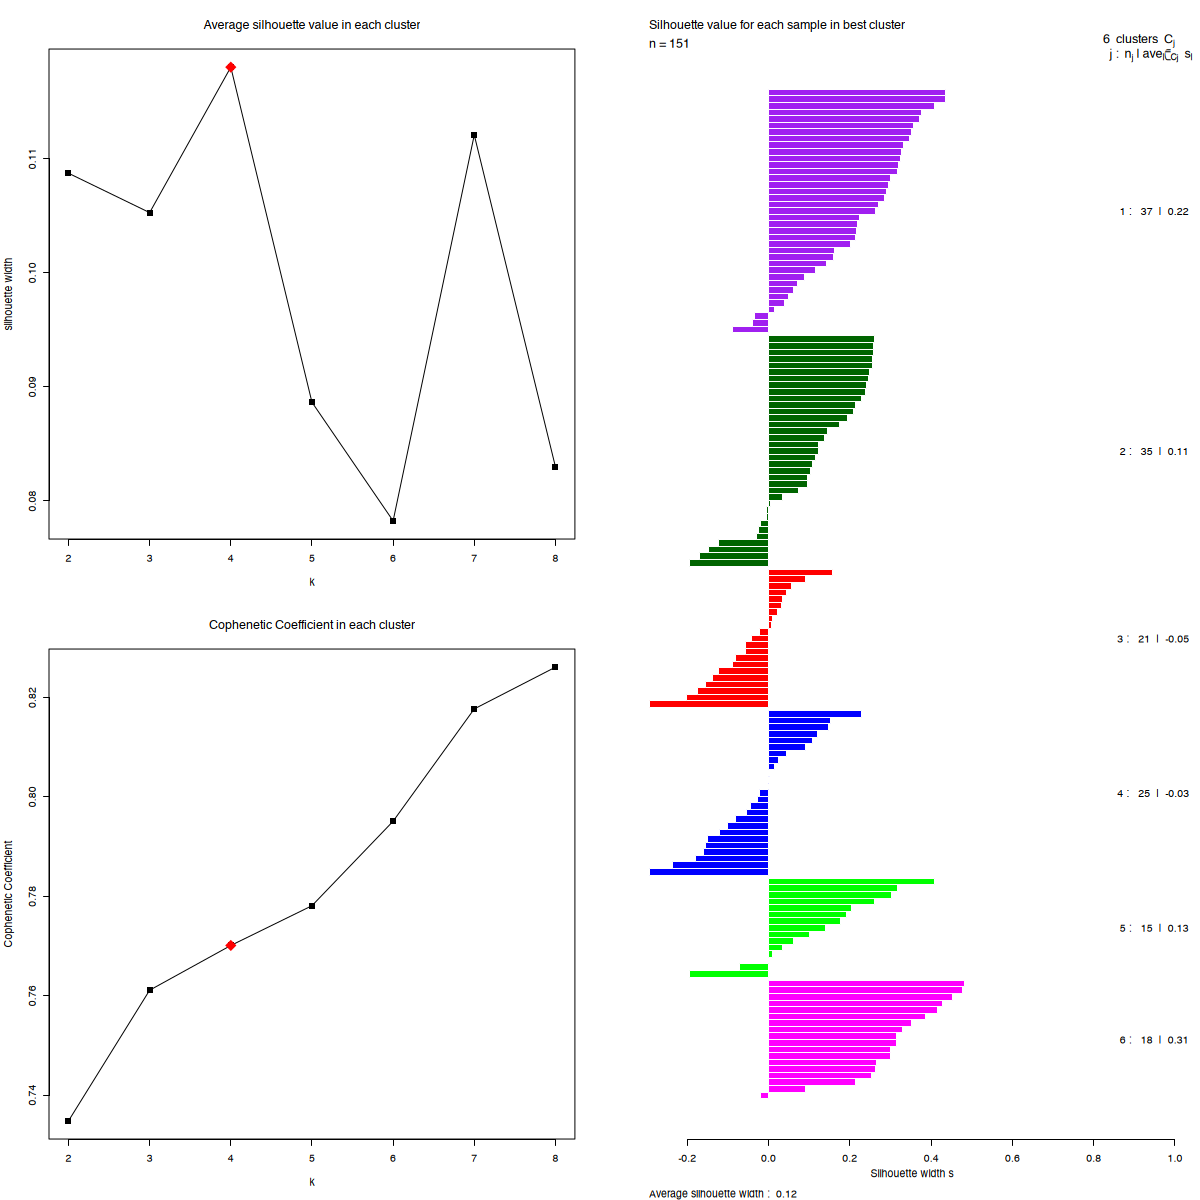 Average silhouette value in each cluster
0.11
0.10
0.09
0.08
silhouette width
2 3 4 5 6 7 8
k
Cophenetic Coefficient in each cluster
0.82
0.80
0.78
0.76
0.74
Cophenetic Coefficient
2 3 4 5 6 7 8
k
Silhouette value for each sample in best cluster
n = 151
6 clusters Cj
j : nj | ave
1 : 37 | 0.22
2 : 35 | 0.11
3 : 21 | -0.05
4 : 25 | -0.03
5 : 15 | 0.13
6 : 18 | 0.31
-0.2 0.0 0.2 0.4 0.6 0.8 1.0
Silhouette width s
Average silhouette width : 0.12